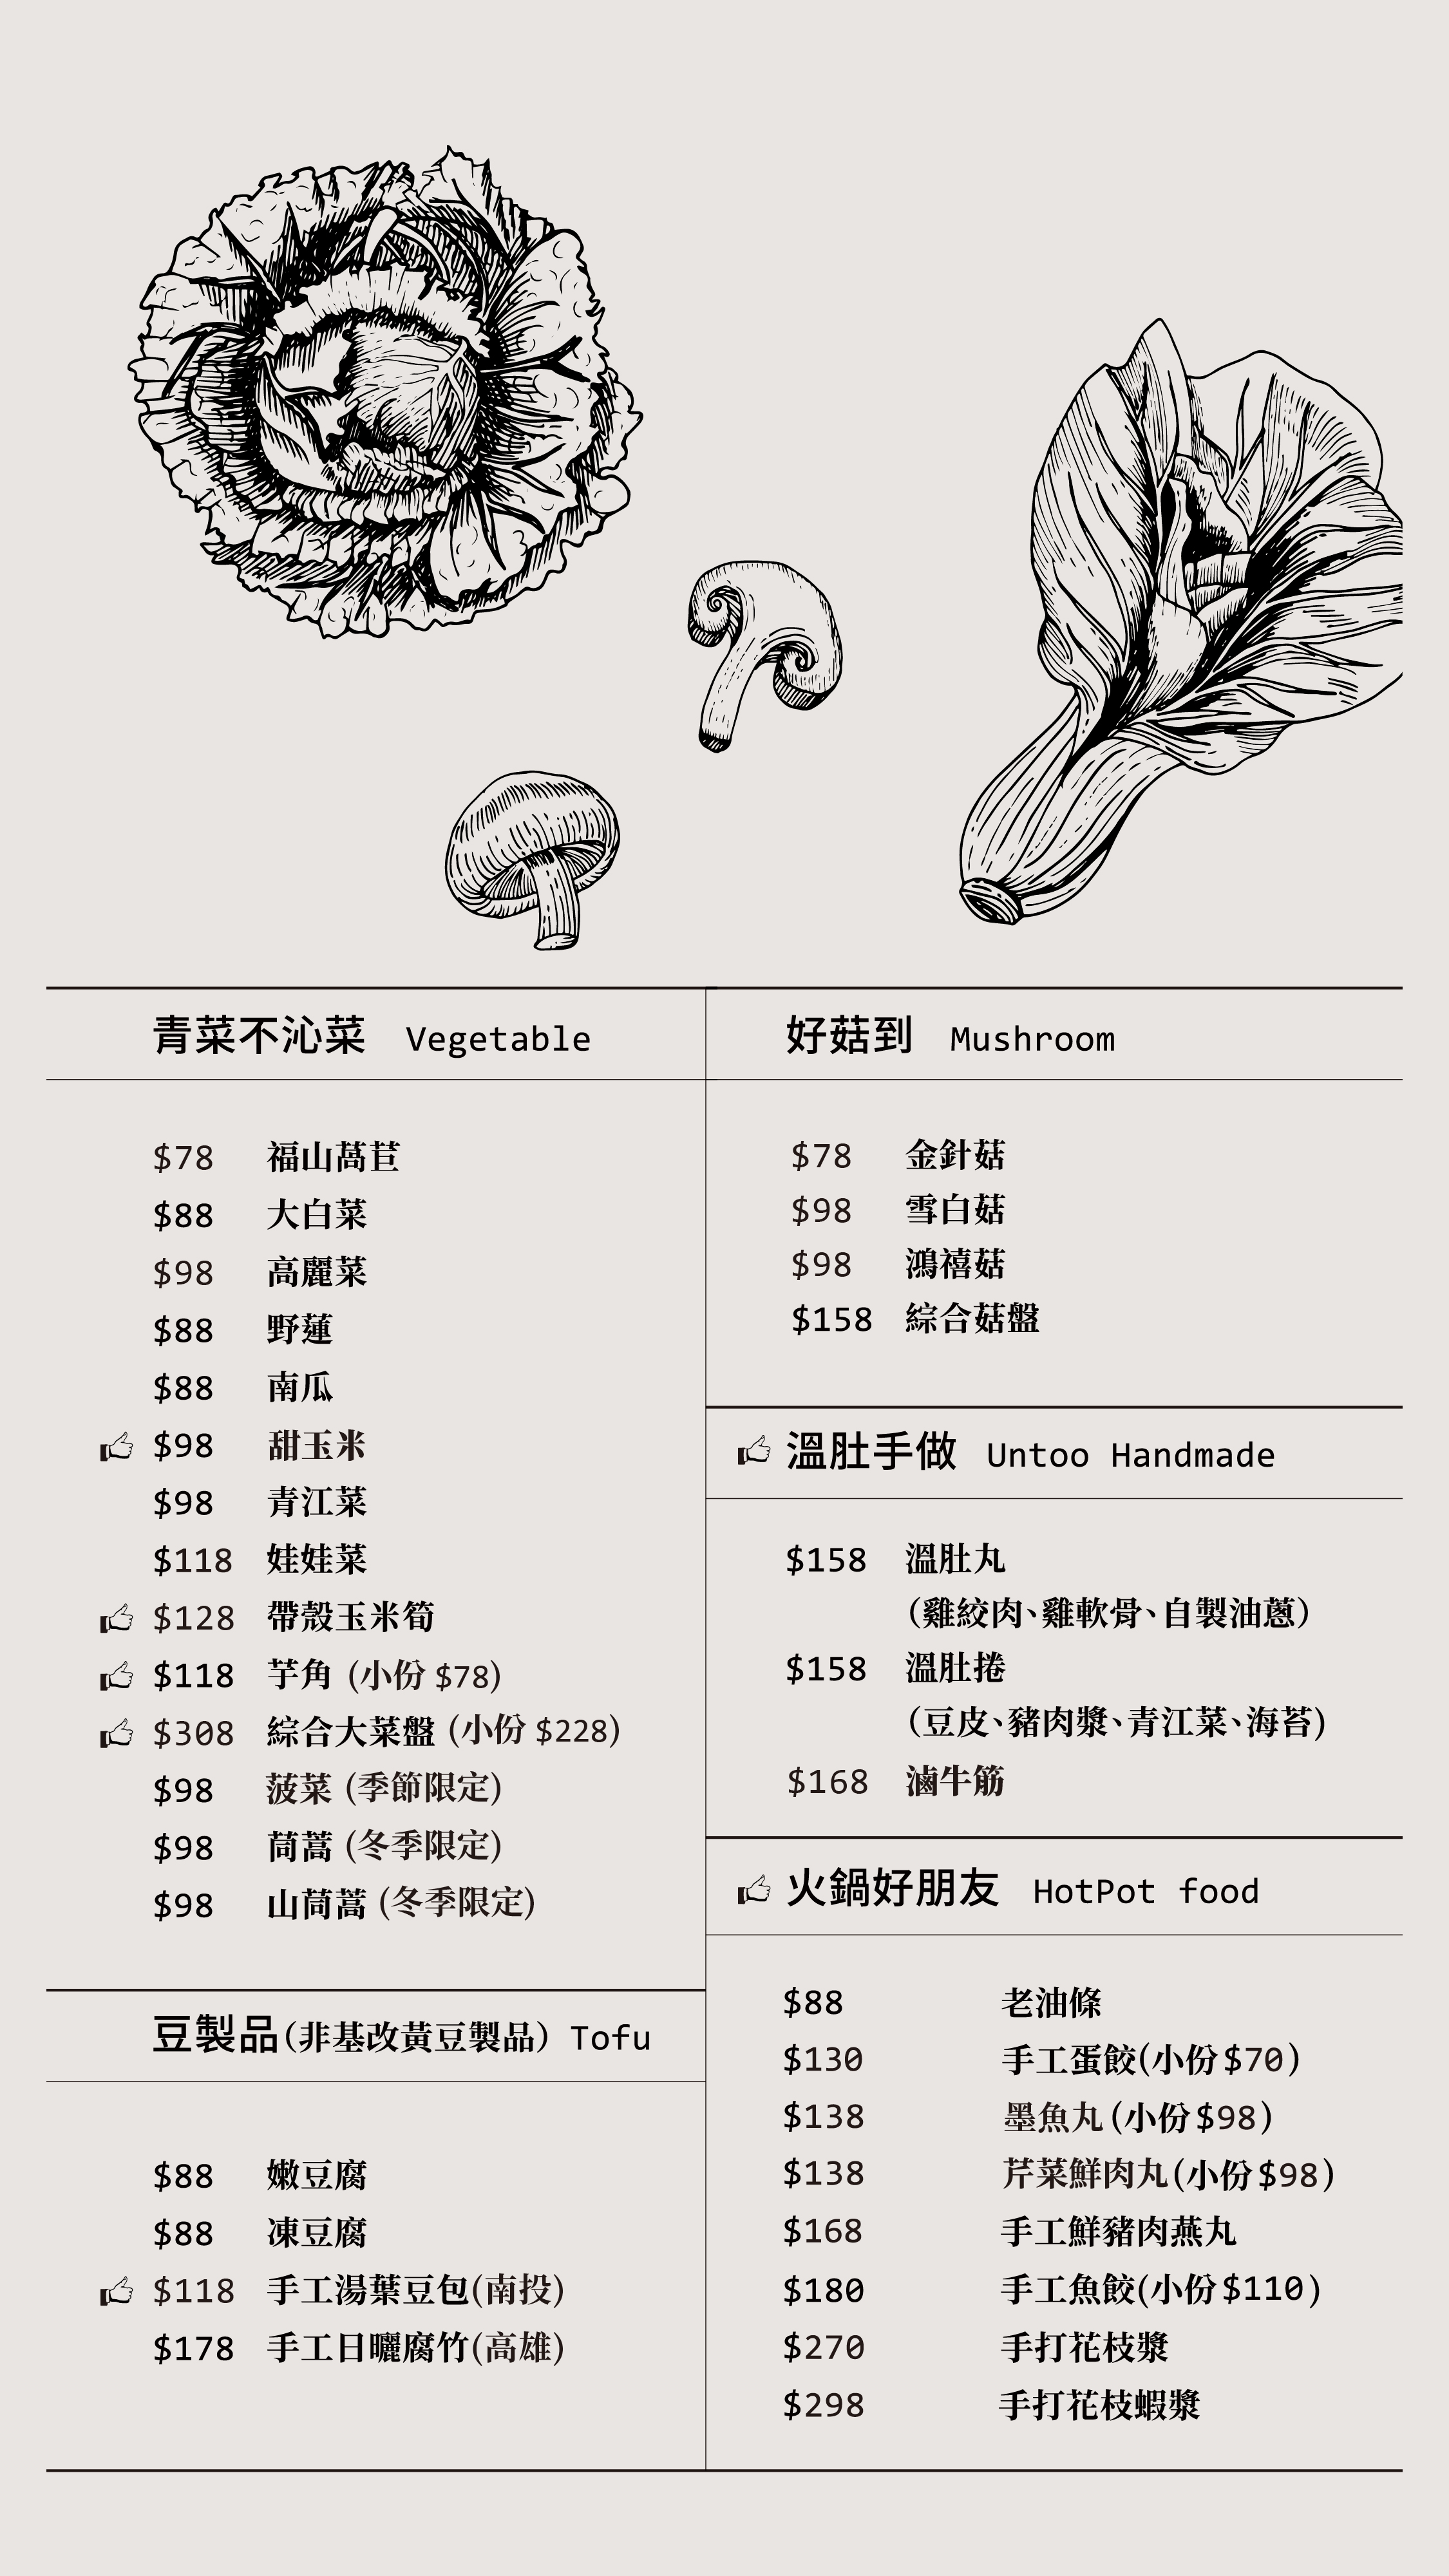 青菜不沁菜 Vegetable
$78 福山萵苣
$88 大白菜
$98 高麗菜
$88 野蓮
$88 南瓜
$98 甜玉米
$98 青江菜
$118 娃娃菜
$128 帶殼玉米筍
$118 芋角 (小份 $78)
$308 綜合大菜盤 (小份 $228)
$98 菠菜 (季節限定)
$98 茼蒿 (冬季限定)
$98 山茼蒿 (冬季限定)
豆製品(非基改黃豆製品) Tofu
$88 嫩豆腐
$88 凍豆腐
$118 手工湯葉豆包(南投)
$178 手工日曬腐竹(高雄)
好菇到 Mushroom
$78 金針菇
$98 雪白菇
$98 鴻禧菇
$158 綜合菇盤
溫肚手做 Untoo Handmade
$158 溫肚丸
(雞絞肉、雞軟骨、自製油蔥)
$158 溫肚捲
(豆皮、豬肉漿、青江菜、海苔)
$168 滷牛筋
火鍋好朋友 HotPot food
$88 老油條
$130 手工蛋餃(小份$70)
$138 墨魚丸(小份$98)
$138 芹菜鮮肉丸(小份$98)
$168 手工鮮豬肉燕丸
$180 手工魚餃(小份$110)
$270 手打花枝漿
$298 手打花枝蝦漿